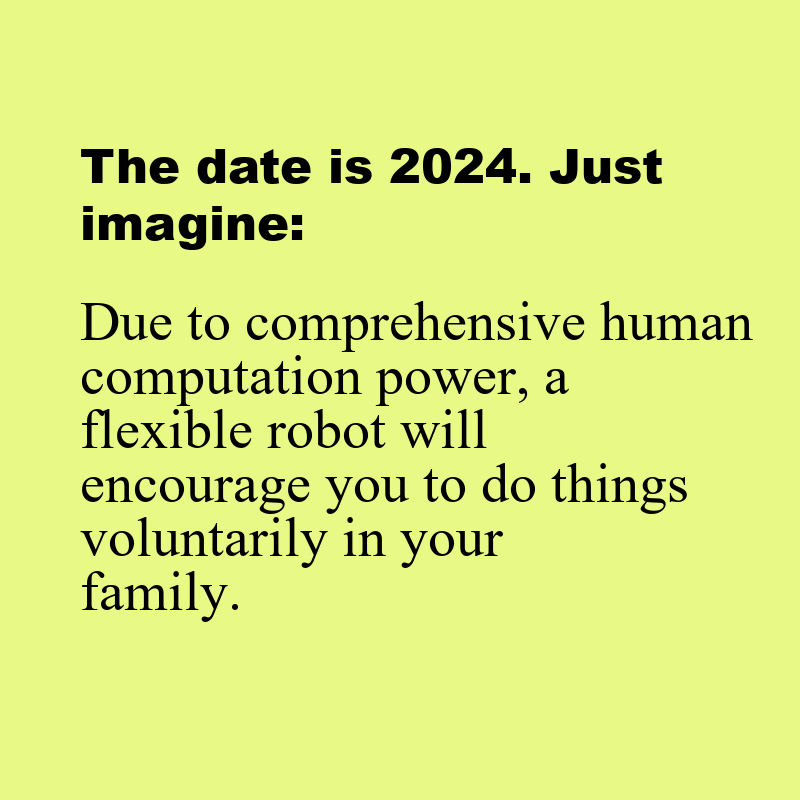 The date is 2024. Just
imagine:
Due to comprehensive human
computation power, a
flexible robot will
encourage you to do things
voluntarily in your
family.